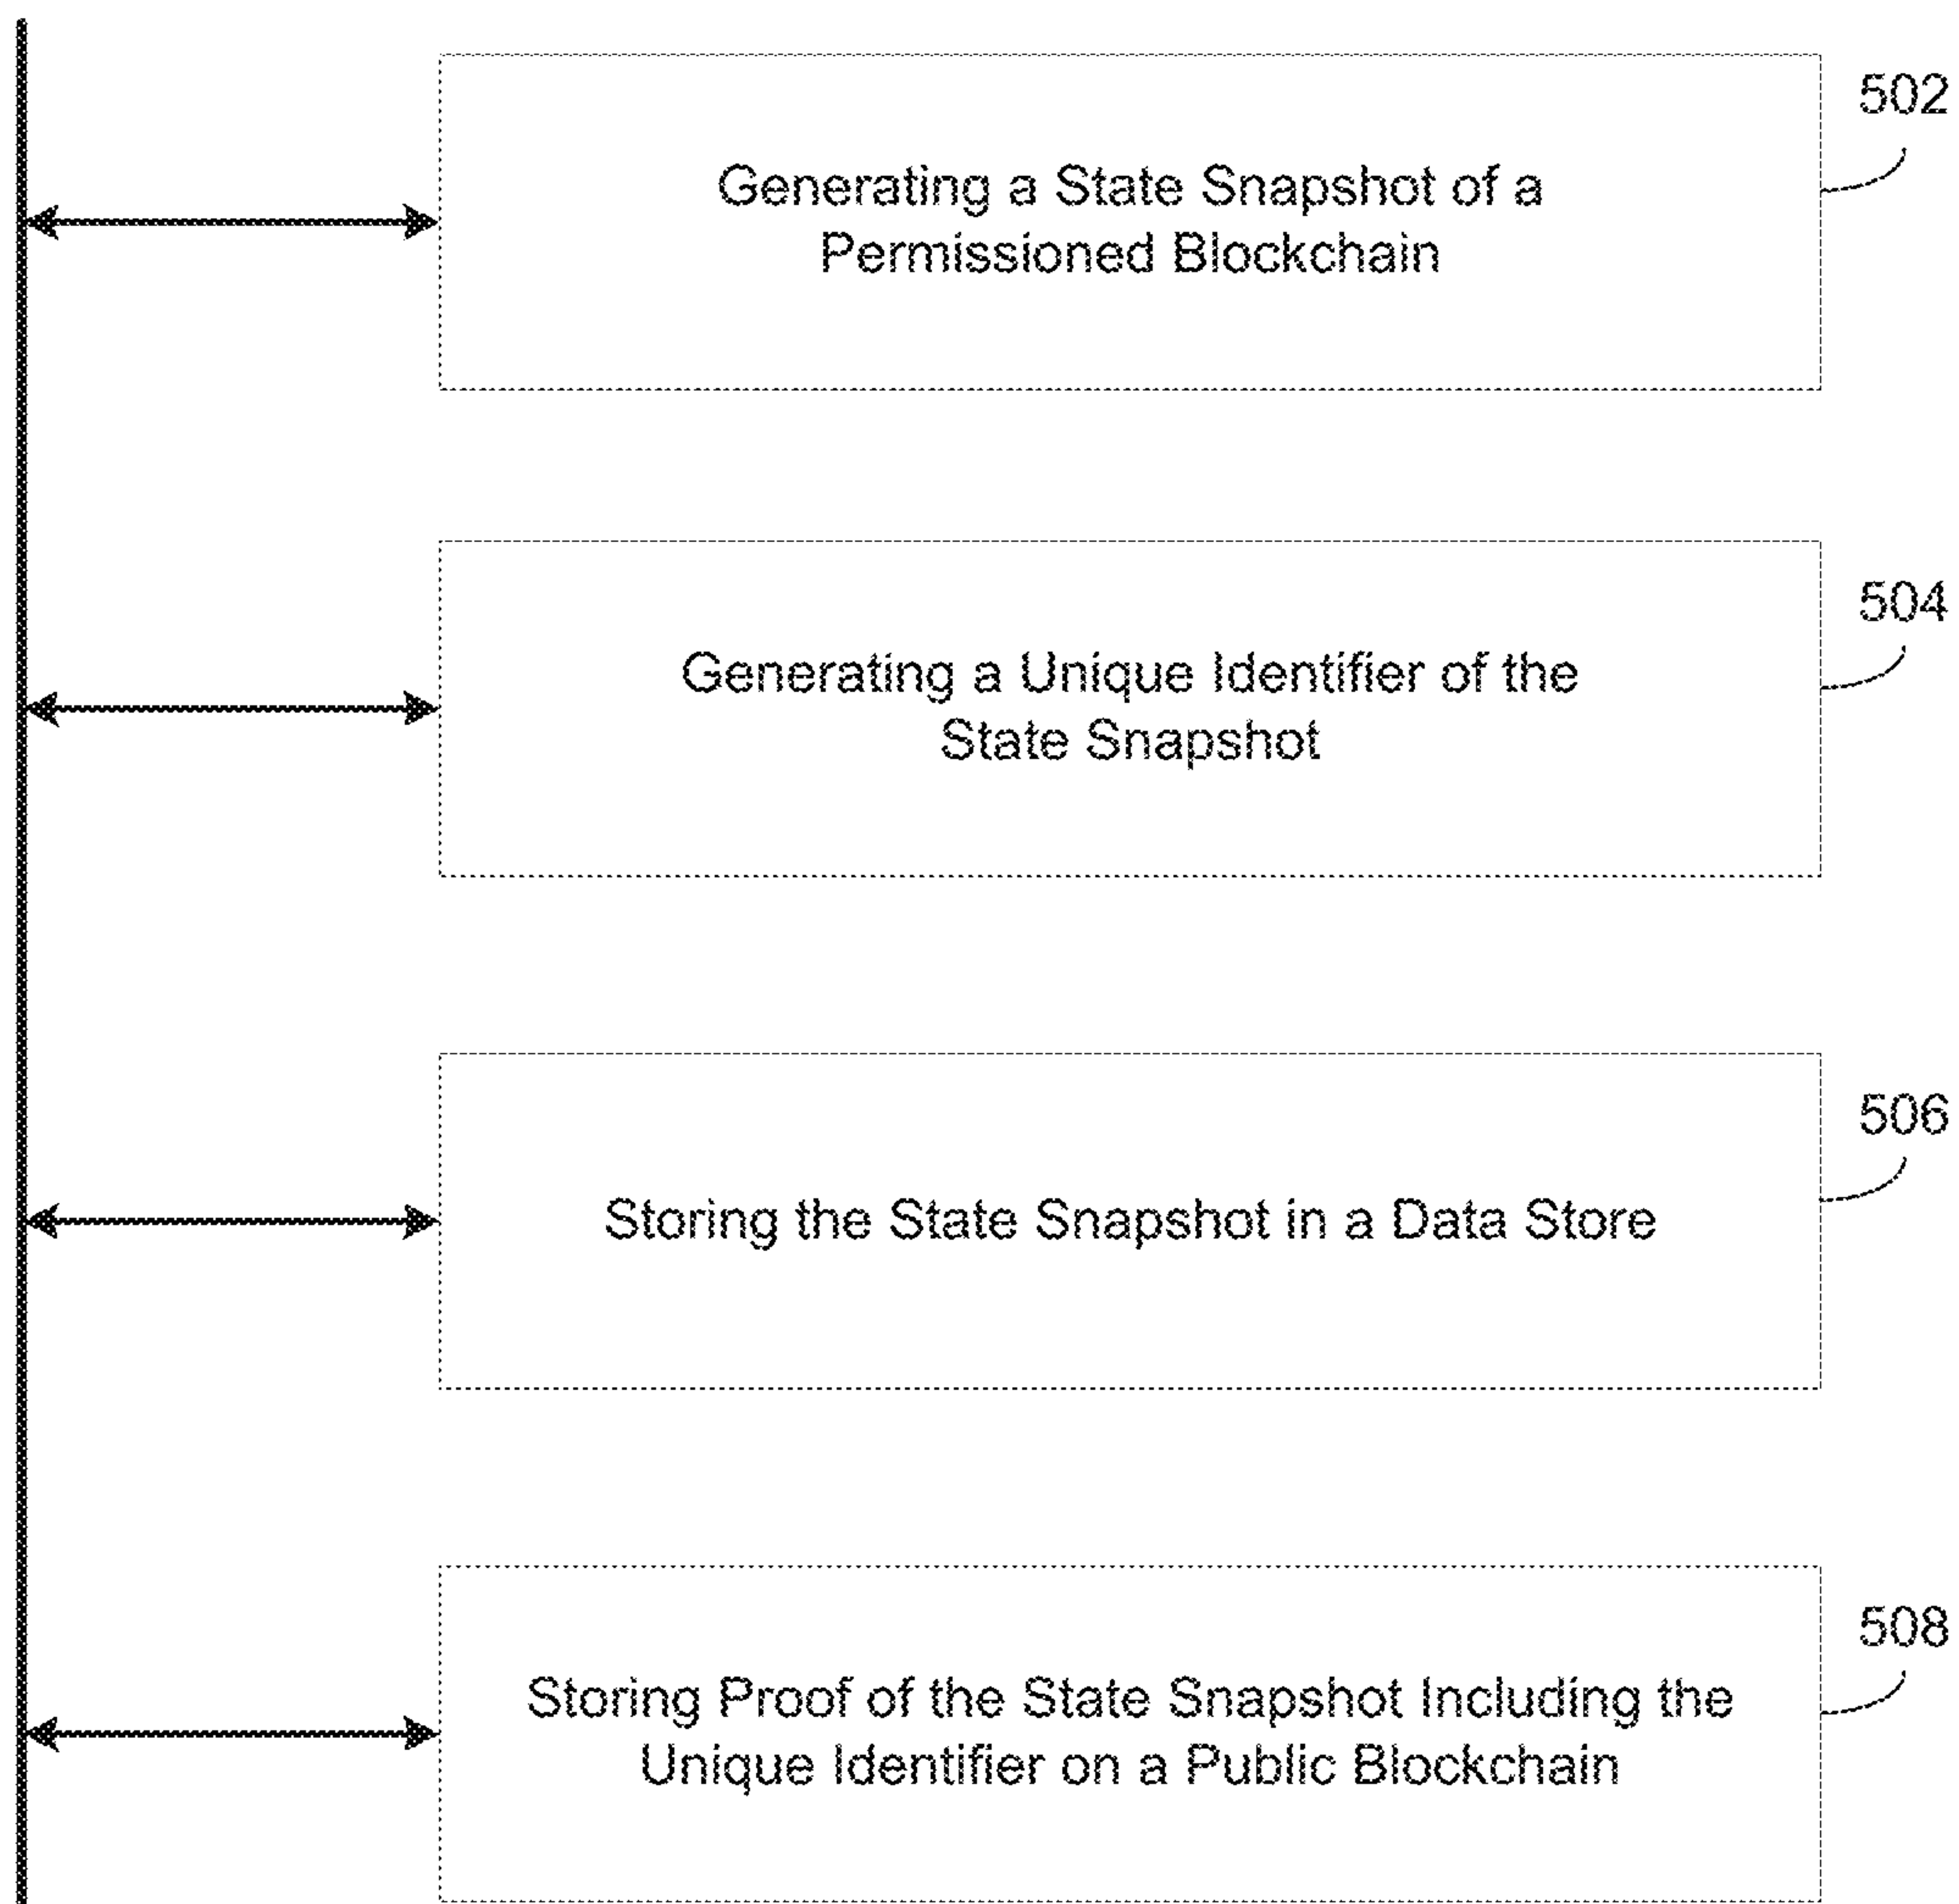 502
Generating a State Snapshot of a
Permissioned Blockchain
504
Generating a Unique Identifier of the
State Snapshot
506
Storing the State Snapshot in a Data Store
508
Storing Proof of the State Snapshot Including the
Unique Identifier on a Public Blockchain